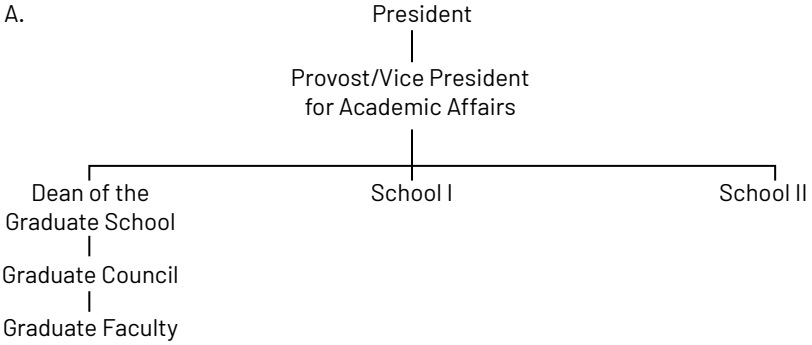 A.
President
Provost/Vice President
for Academic Affairs
Dean of the
Graduate School
School I
School II
Graduate Council
Graduate Faculty